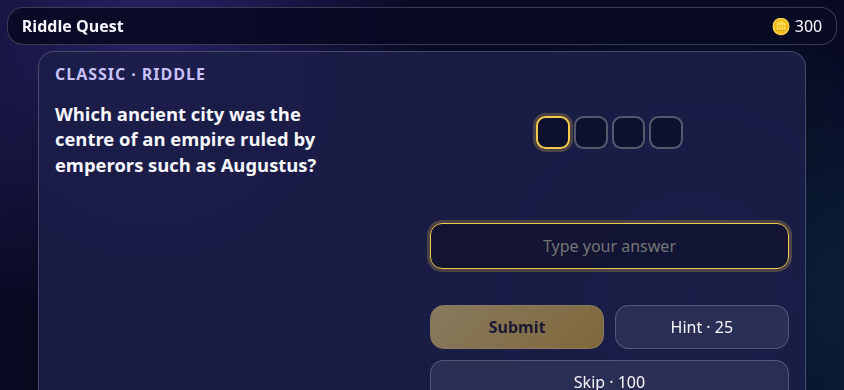 Riddle Quest
🪙 300
CLASSIC · RIDDLE
Which ancient city was the
centre of an empire ruled by
emperors such as Augustus?
Type your answer
Submit
Hint · 25
Skip · 100